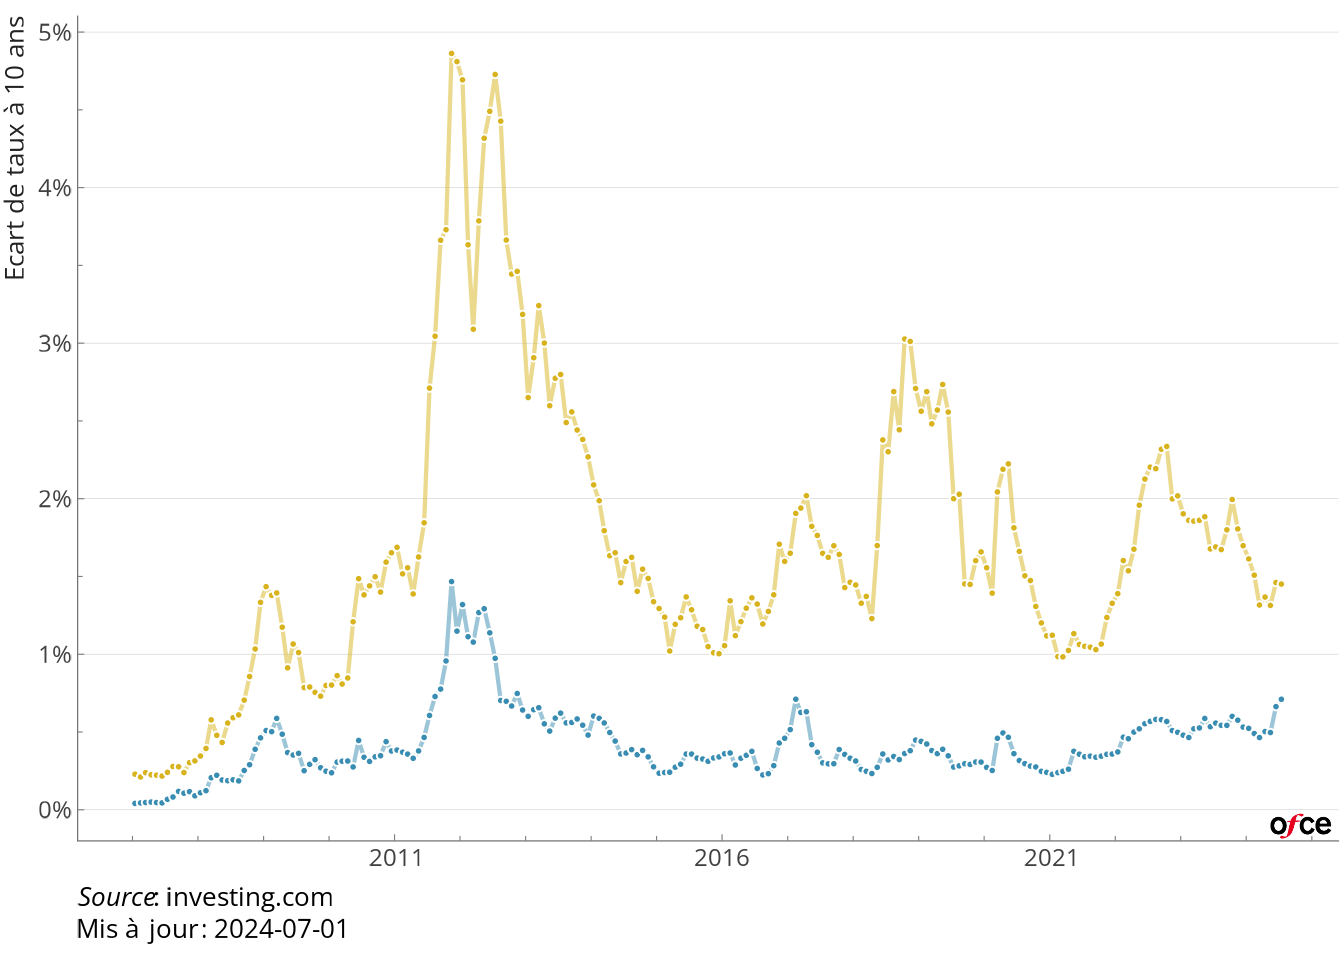 Ecart de taux à 10 ans
5%
4%
3%
2%
1%
0%
2011
2016
2021
ofce
Source: investing.com
Mis à jour: 2024-07-01